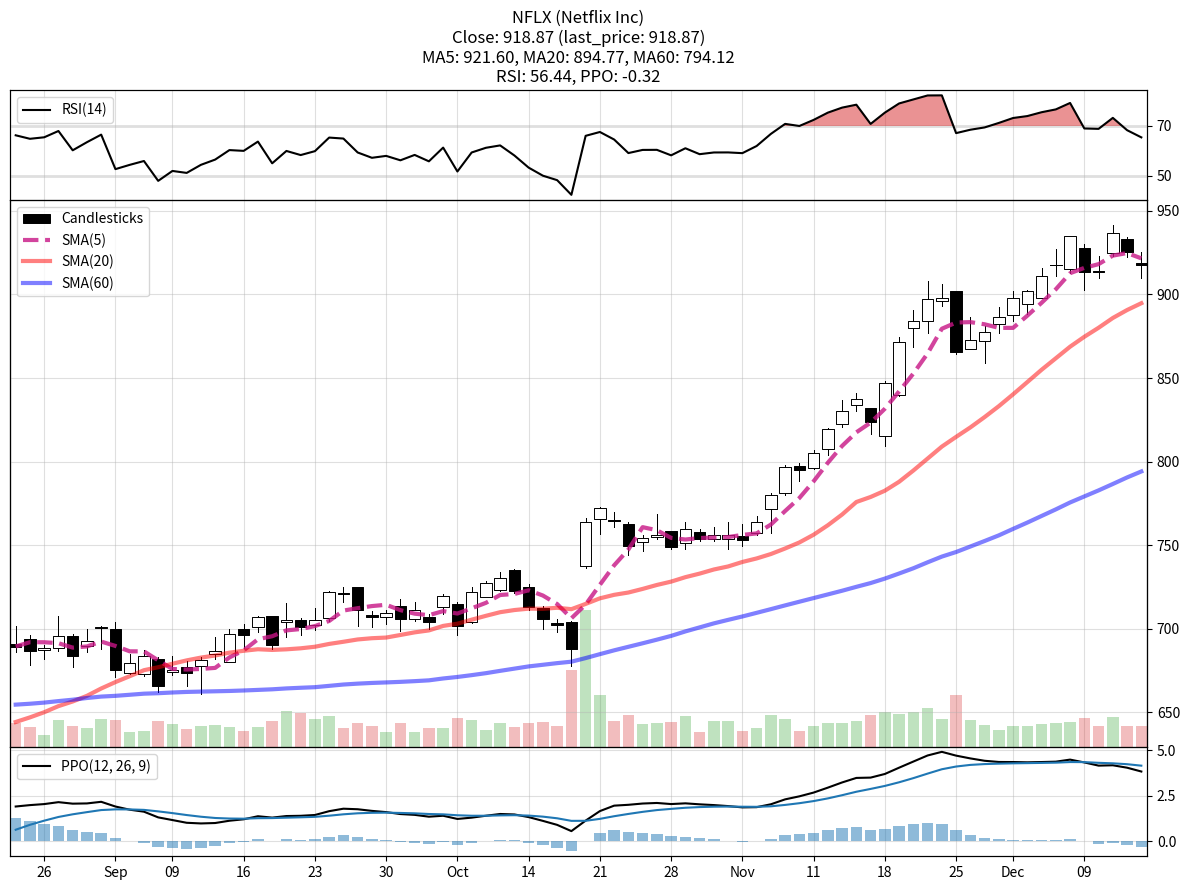 NFLX (Netflix Inc)
Close: 918.87 (last_price: 918.87)
MA5: 921.60, MA20: 894.77, MA60: 794.12
RSI: 56.44, PPO: -0.32
RSI(14)
70
50
Candlesticks
SMA(5)
SMA(20)
SMA(60)
950
900
850
800
750
700
650
PPO(12, 26, 9)
5.0
2.5
0.0
26 Sep 09 16 23 30 Oct 14 21 28 Nov 11 18 25 Dec 09